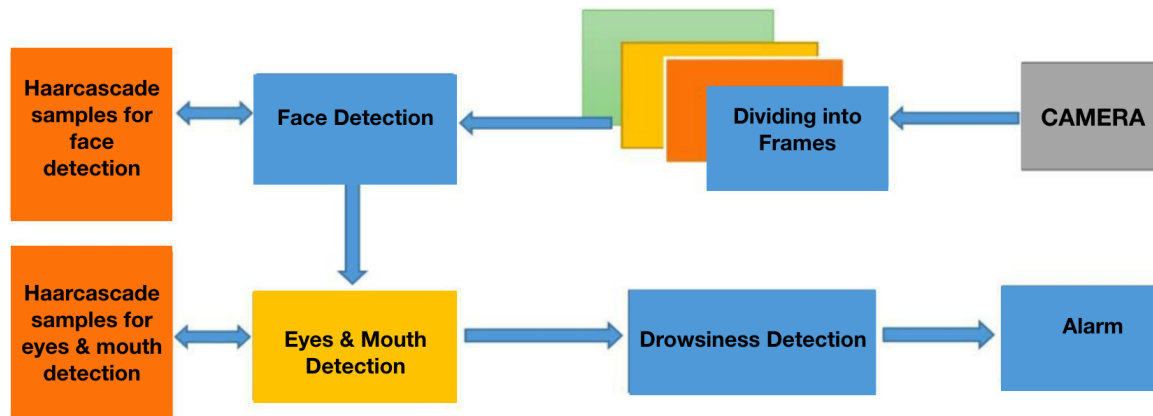 Haarcascade
samples for
face
detection
Face Detection
Dividing into
Frames
CAMERA
Haarcascade
samples for
eyes & mouth
detection
Eyes & Mouth
Detection
Drowsiness Detection
Alarm